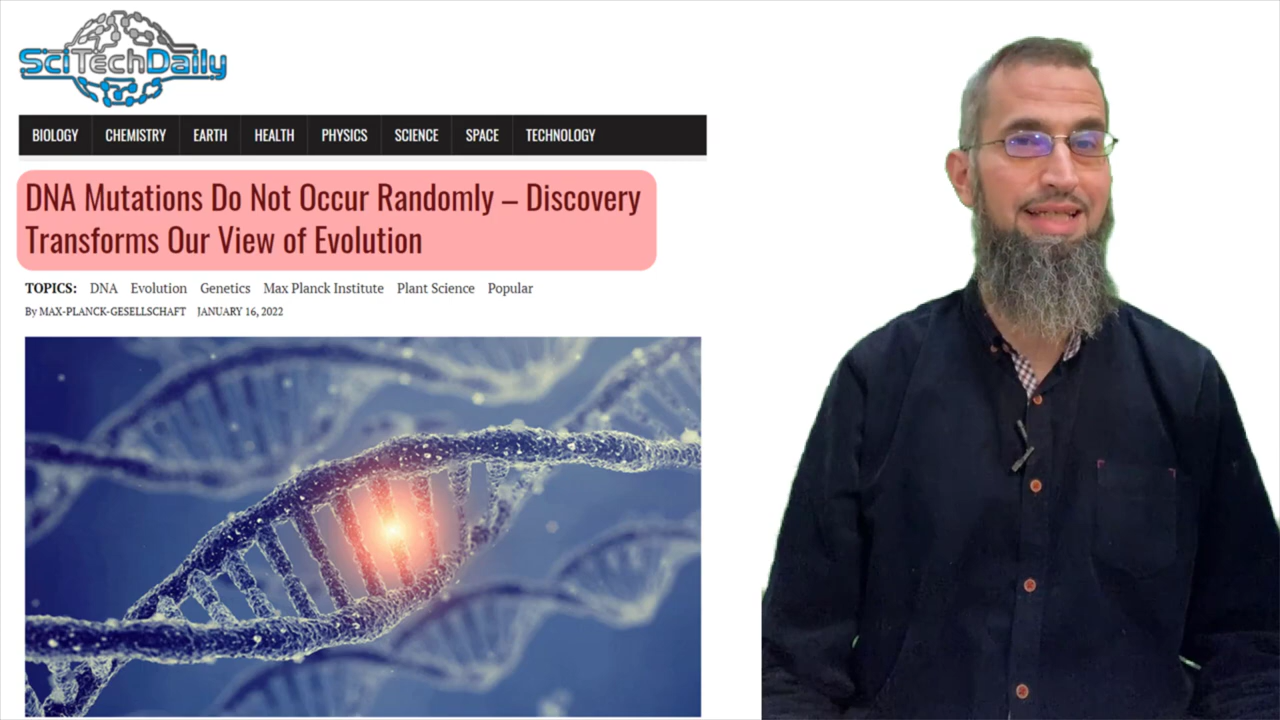 SciTechDaily
BIOLOGY CHEMISTRY EARTH HEALTH PHYSICS SCIENCE SPACE TECHNOLOGY
DNA Mutations Do Not Occur Randomly – Discovery
Transforms Our View of Evolution
TOPICS: DNA Evolution Genetics Max Planck Institute Plant Science Popular
By MAX-PLANCK-GESELLSCHAFT JANUARY 16, 2022